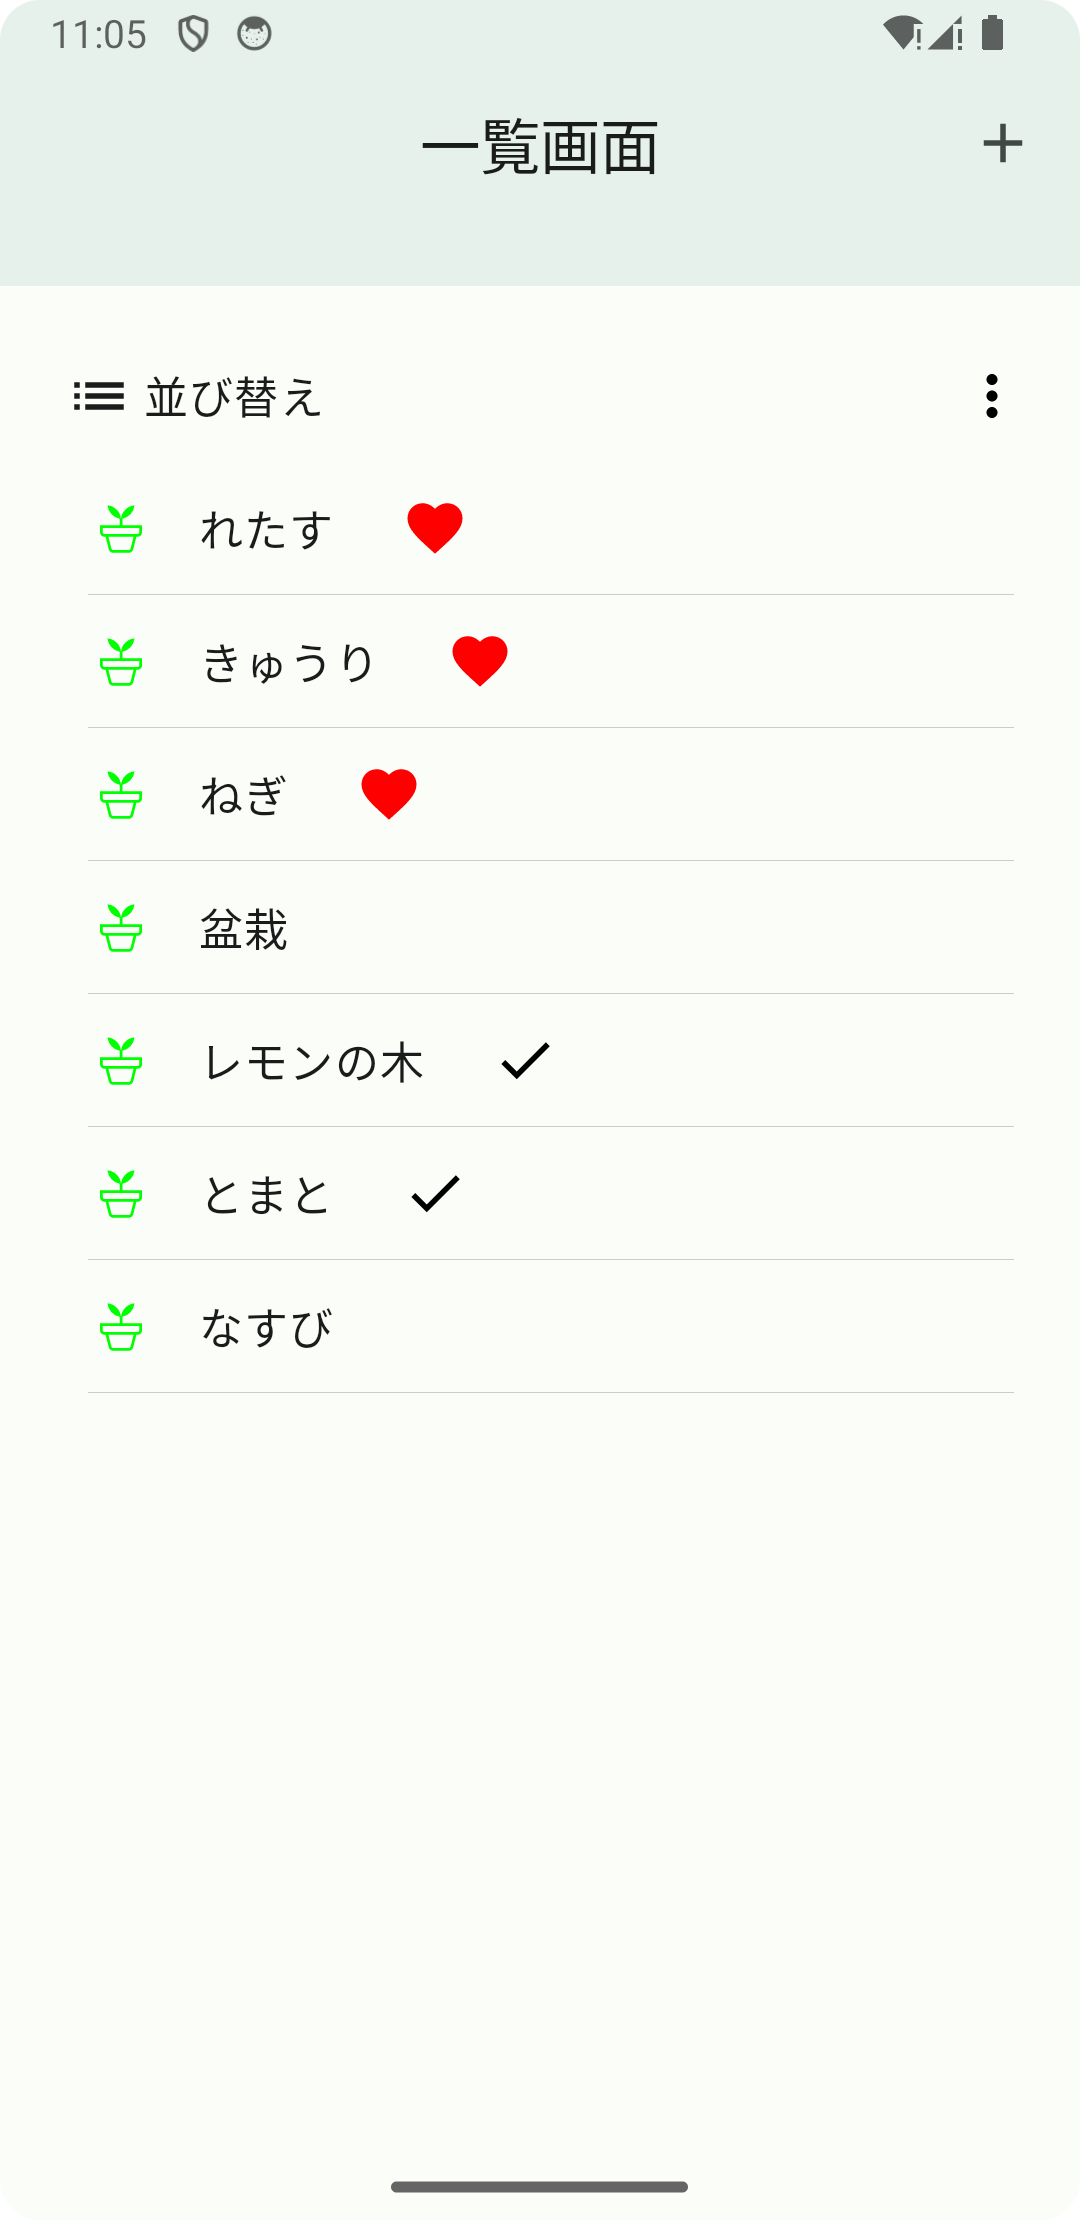 11:05
一覧画面
並び替え
れたす
きゅうり
ねぎ
盆栽
レモンの木
とまと
なすび